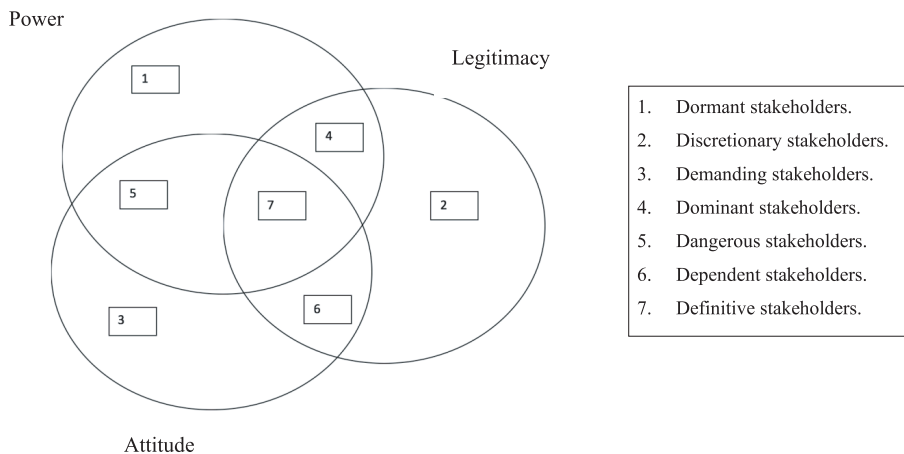 Power
Legitimacy
1
4
5
7
2
3
6
Attitude
1. Dormant stakeholders.
2. Discretionary stakeholders.
3. Demanding stakeholders.
4. Dominant stakeholders.
5. Dangerous stakeholders.
6. Dependent stakeholders.
7. Definitive stakeholders.